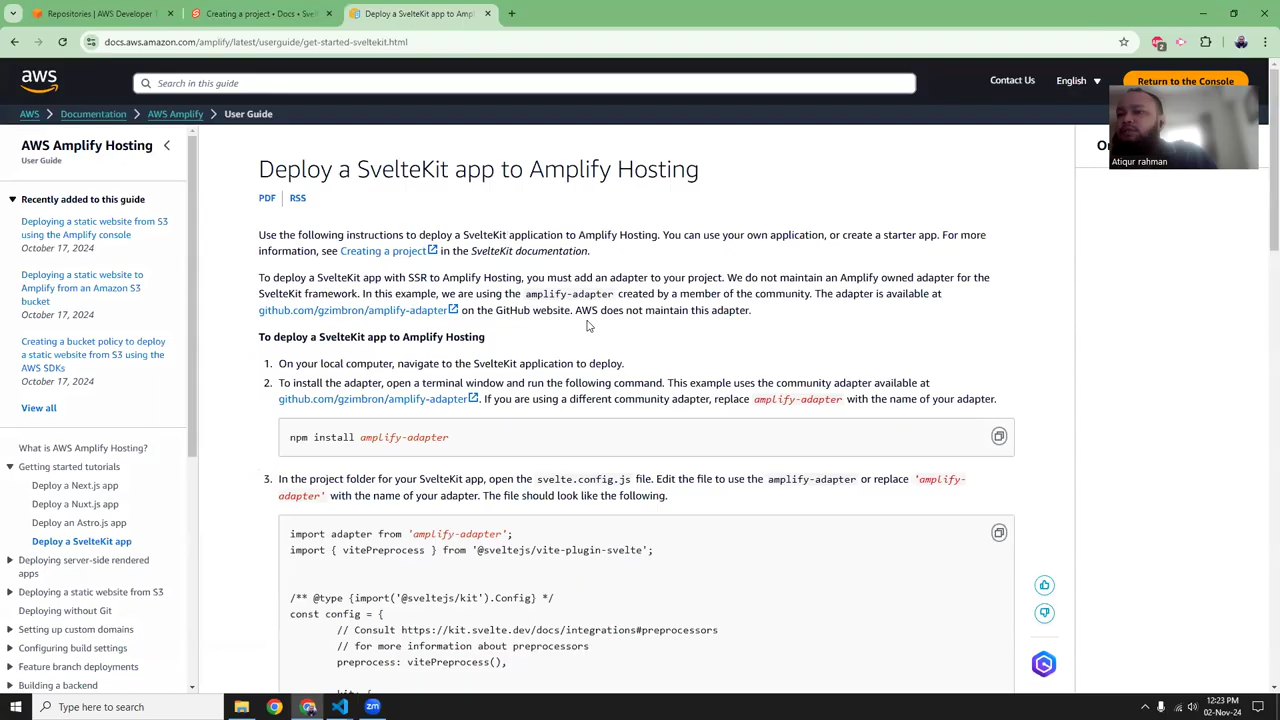 Repositories | AWS Developer T
Creating a project • Docs • Svel
Deploy a SvelteKit app to Ampl
docs.aws.amazon.com/amplify/latest/userguide/get-started-sveltekit.html
2
aws
Search in this guide
Contact Us
English
Return to the Console
AWS
Documentation
AWS Amplify
User Guide
Atiqur rahman
AWS Amplify Hosting
User Guide
Recently added to this guide
Deploying a static website from S3
using the Amplify console
October 17, 2024
Deploying a static website to
Amplify from an Amazon S3
bucket
October 17, 2024
Creating a bucket policy to deploy
a static website from S3 using the
AWS SDKs
October 17, 2024
View all
What is AWS Amplify Hosting?
Getting started tutorials
Deploy a Next.js app
Deploy a Nuxt.js app
Deploy an Astro.js app
Deploy a SvelteKit app
Deploying server-side rendered
apps
Deploying a static website from S3
Deploying without Git
Setting up custom domains
Configuring build settings
Feature branch deployments
Building a backend
Deploy a SvelteKit app to Amplify Hosting
PDF
RSS
Use the following instructions to deploy a SvelteKit application to Amplify Hosting. You can use your own application, or create a starter app. For more
information, see Creating a project in the SvelteKit documentation.
To deploy a SvelteKit app with SSR to Amplify Hosting, you must add an adapter to your project. We do not maintain an Amplify owned adapter for the
SvelteKit framework. In this example, we are using the amplify-adapter created by a member of the community. The adapter is available at
github.com/gzimbron/amplify-adapter on the GitHub website. AWS does not maintain this adapter.
To deploy a SvelteKit app to Amplify Hosting
1. On your local computer, navigate to the SvelteKit application to deploy.
2. To install the adapter, open a terminal window and run the following command. This example uses the community adapter available at
github.com/gzimbron/amplify-adapter. If you are using a different community adapter, replace amplify-adapter with the name of your adapter.
npm install amplify-adapter
3. In the project folder for your SvelteKit app, open the svelte.config.js file. Edit the file to use the amplify-adapter or replace 'amplify-
adapter' with the name of your adapter. The file should look like the following.
import adapter from 'amplify-adapter';
import { vitePreprocess } from '@sveltejs/vite-plugin-svelte';
/** @type {import('@sveltejs/kit').Config} */
const config = {
// Consult https://kit.svelte.dev/docs/integrations#preprocessors
// for more information about preprocessors
preprocess: vitePreprocess(),
kit: {
Type here to search
12:23 PM
02-Nov-24